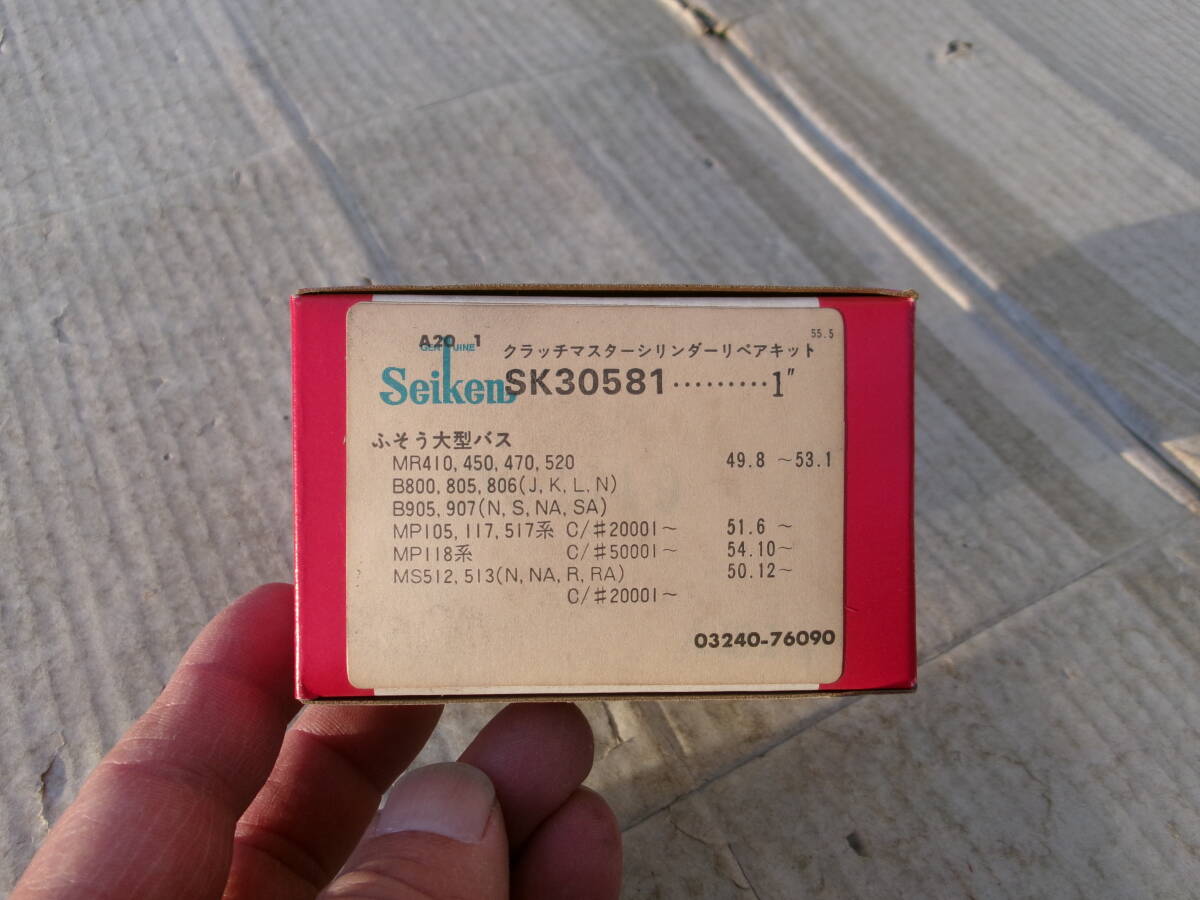 A20 1
55.5
GENUINE
クラッチマスターシリンダーリペアキット
Seiken SK30581………1"
ふそう大型バス
MR410, 450, 470, 520 49.8 ~53.1
B800, 805, 806(J, K, L, N)
B905, 907(N, S, NA, SA)
MP105, 117, 517系 C/♯20001~ 51.6 ~
MP118系 C/♯50001~ 54.10~
MS512, 513(N, NA, R, RA) 50.12~
C/♯20001~
03240-76090